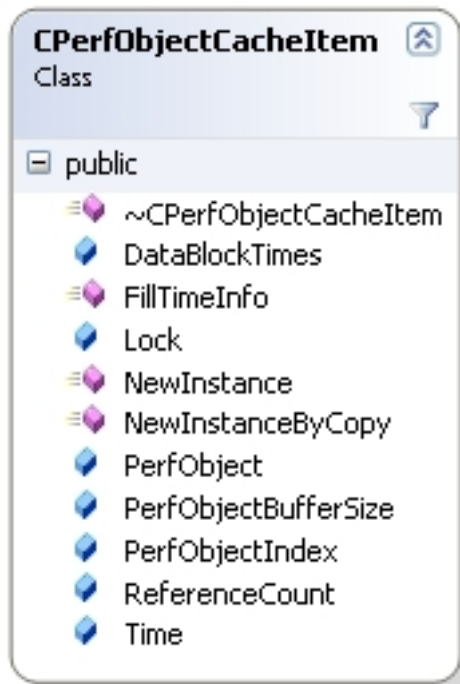 CPerfObjectCacheItem
Class
public
~CPerfObjectCacheItem
DataBlockTimes
FillTimeInfo
Lock
NewInstance
NewInstanceByCopy
PerfObject
PerfObjectBufferSize
PerfObjectIndex
ReferenceCount
Time